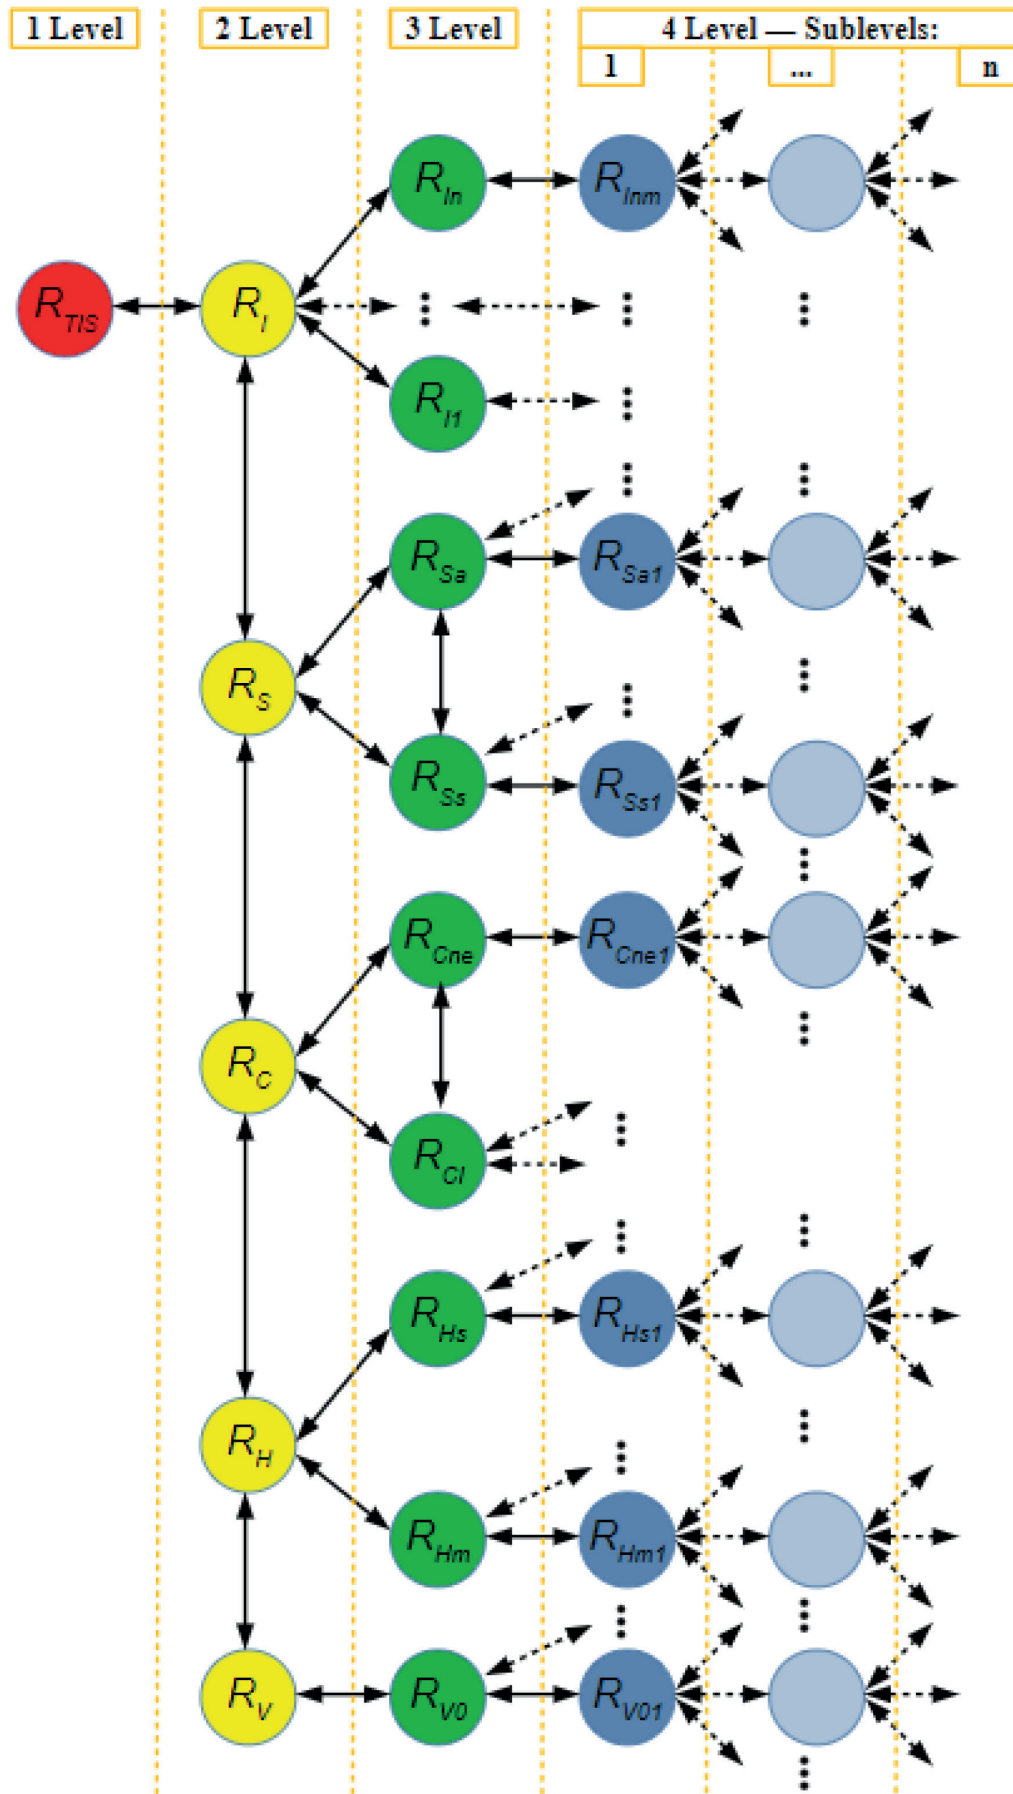 1 Level 2 Level 3 Level 4 Level — Sublevels:
1 ... n
R_In R_Inm
R_TIS R_I
R_I1
R_Sa R_Sa1
R_S
R_Ss R_Ss1
R_Cne R_Cne1
R_C
R_Cl
R_Hs R_Hs1
R_H
R_Hm R_Hm1
R_V R_V0 R_V01